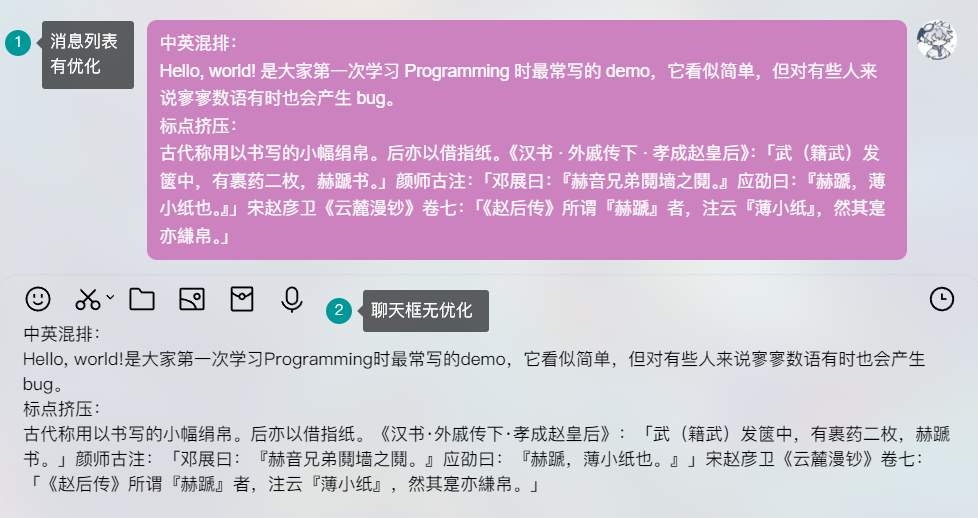 1
消息列表
有优化
中英混排：
Hello, world! 是大家第一次学习 Programming 时最常写的 demo，它看似简单，但对有些人来
说寥寥数语有时也会产生 bug。
标点挤压：
古代称用以书写的小幅绢帛。后亦以借指纸。《汉书 · 外戚传下 · 孝成赵皇后》：「武（籍武）发
箧中，有裹药二枚，赫蹏书。」颜师古注：「邓展曰：『赫音兄弟阋墙之阋。』应劭曰：『赫蹏，薄
小纸也。』」宋赵彦卫《云麓漫钞》卷七：「《赵后传》所谓『赫蹏』者，注云『薄小纸』，然其寔
亦縑帛。」
2
聊天框无优化
中英混排：
Hello, world!是大家第一次学习Programming时最常写的demo，它看似简单，但对有些人来说寥寥数语有时也会产生
bug。
标点挤压：
古代称用以书写的小幅绢帛。后亦以借指纸。《汉书·外戚传下·孝成赵皇后》：「武（籍武）发箧中，有裹药二枚，赫蹏
书。」颜师古注：「邓展曰：『赫音兄弟阋墙之阋。』应劭曰：『赫蹏，薄小纸也。』」宋赵彦卫《云麓漫钞》卷七：
「《赵后传》所谓『赫蹏』者，注云『薄小纸』，然其寔亦縑帛。」